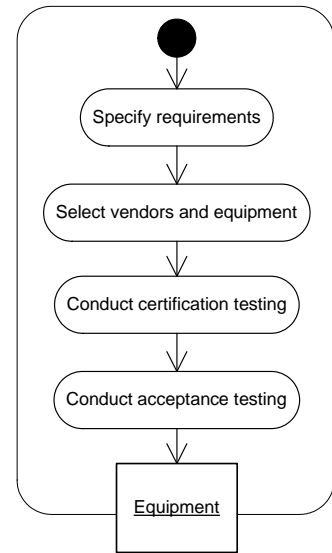 Specify requirements
Select vendors and equipment
Conduct certification testing
Conduct acceptance testing
Equipment